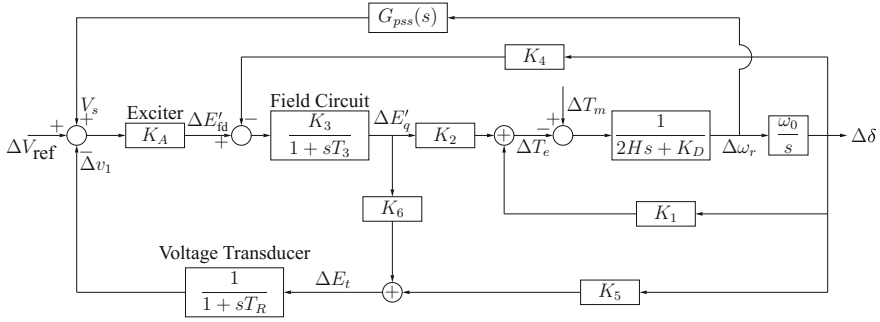 G_pss(s)
K_4
V_s
+
+
−
Exciter
K_A
ΔE'_fd
−
+
Field Circuit
K_3
1 + sT_3
ΔE'_q
K_2
+
−
ΔT_e
+
ΔT_m
1
2Hs + K_D
Δω_r
ω_0
s
Δδ
ΔV_ref
Δv_1
K_6
K_1
Voltage Transducer
1
1 + sT_R
ΔE_t
+
K_5